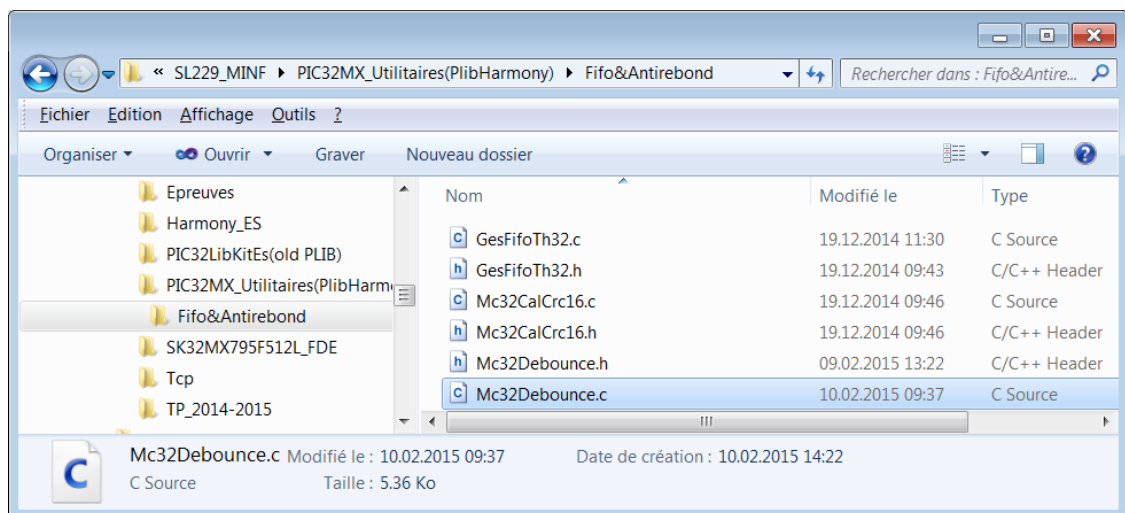 « SL229_MINF ▸ PIC32MX_Utilitaires(PlibHarmony) ▸ Fifo&Antirebond
Rechercher dans : Fifo&Antire...
Fichier Edition Affichage Outils ?
Organiser Ouvrir Graver Nouveau dossier
Epreuves
Harmony_ES
PIC32LibKitEs(old PLIB)
PIC32MX_Utilitaires(PlibHarm
Fifo&Antirebond
SK32MX795F512L_FDE
Tcp
TP_2014-2015
Nom Modifié le Type
GesFifoTh32.c 19.12.2014 11:30 C Source
GesFifoTh32.h 19.12.2014 09:43 C/C++ Header
Mc32CalCrc16.c 19.12.2014 09:46 C Source
Mc32CalCrc16.h 19.12.2014 09:46 C/C++ Header
Mc32Debounce.h 09.02.2015 13:22 C/C++ Header
Mc32Debounce.c 10.02.2015 09:37 C Source
Mc32Debounce.c Modifié le : 10.02.2015 09:37 Date de création : 10.02.2015 14:22
C Source Taille : 5.36 Ko